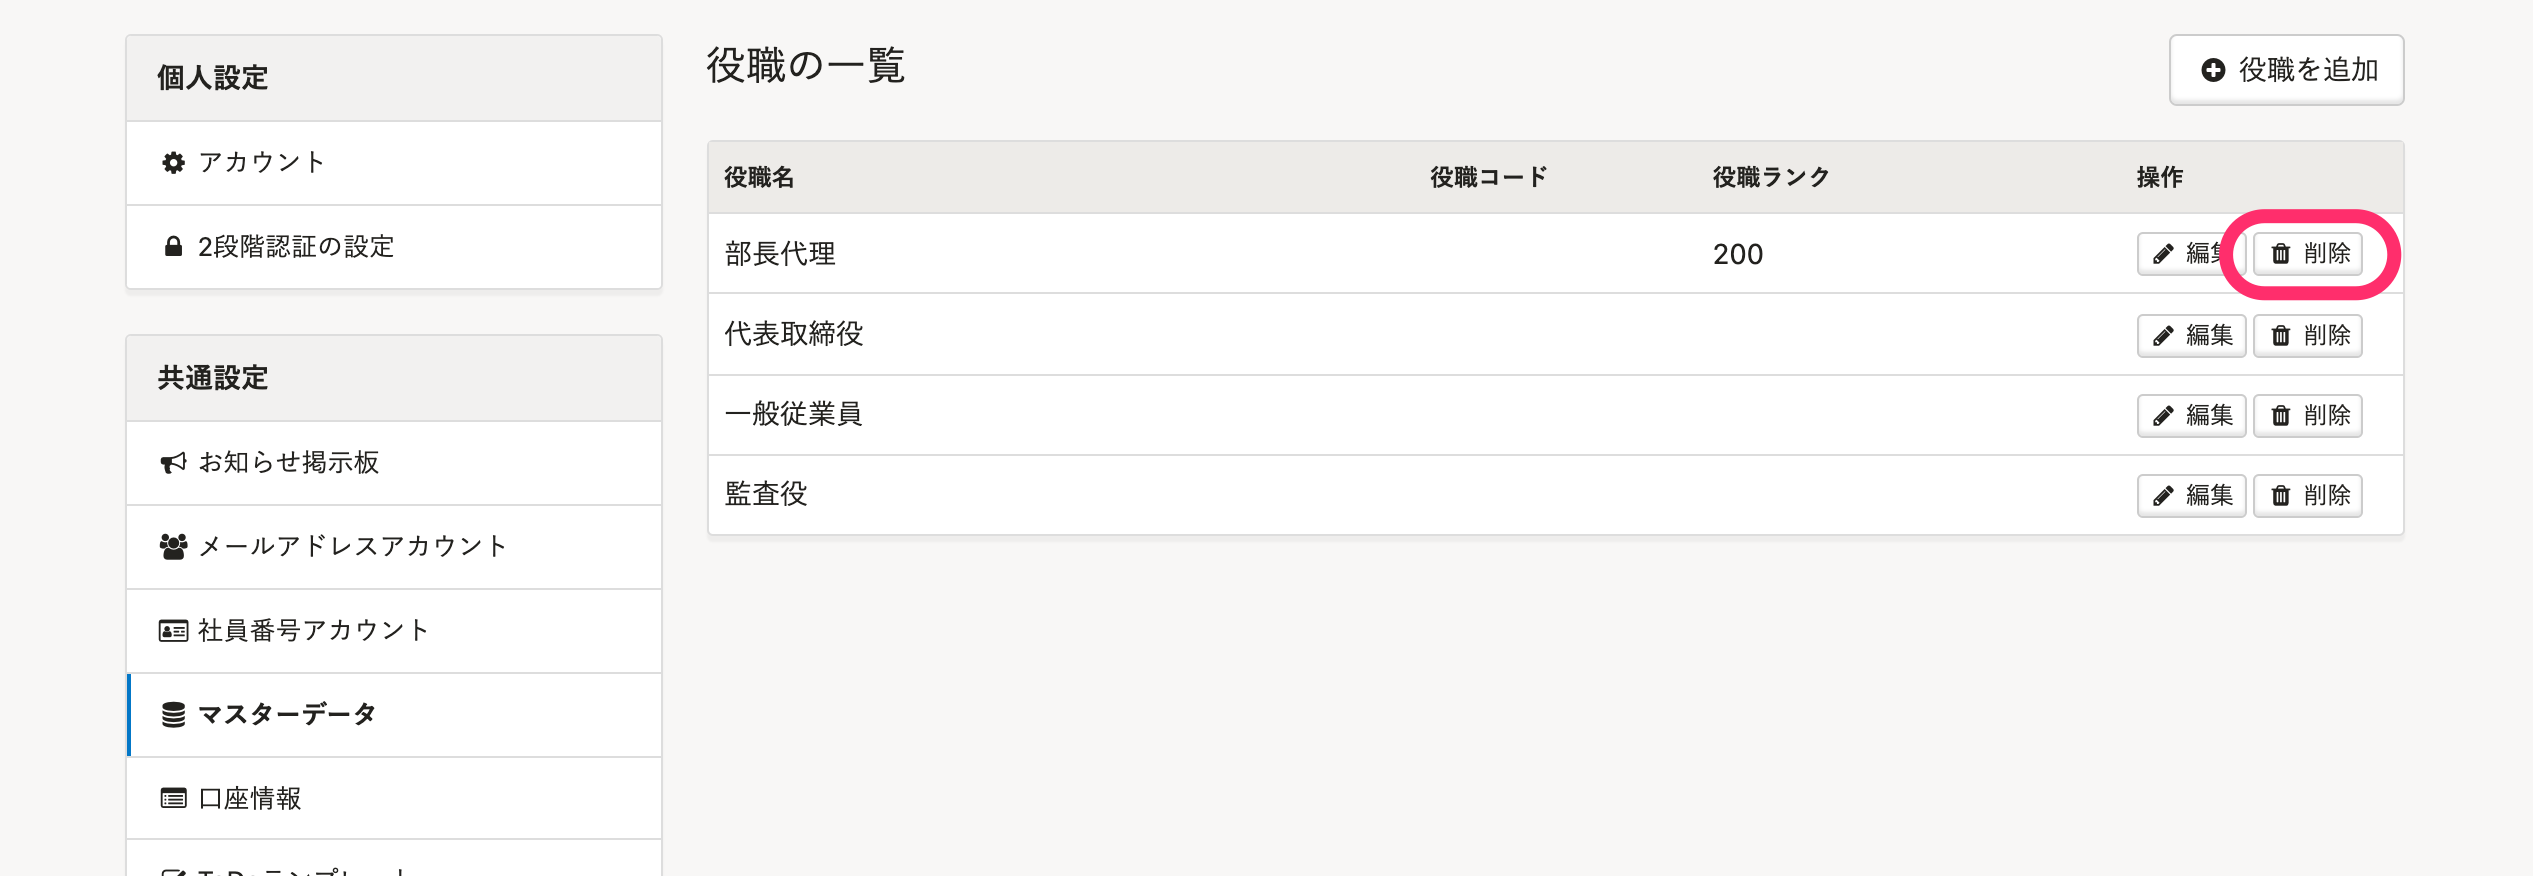 個人設定
アカウント
2段階認証の設定
共通設定
お知らせ掲示板
メールアドレスアカウント
社員番号アカウント
マスターデータ
口座情報
役職の一覧
役職を追加
役職名 役職コード 役職ランク 操作
部長代理 200 編集 削除
代表取締役 編集 削除
一般従業員 編集 削除
監査役 編集 削除